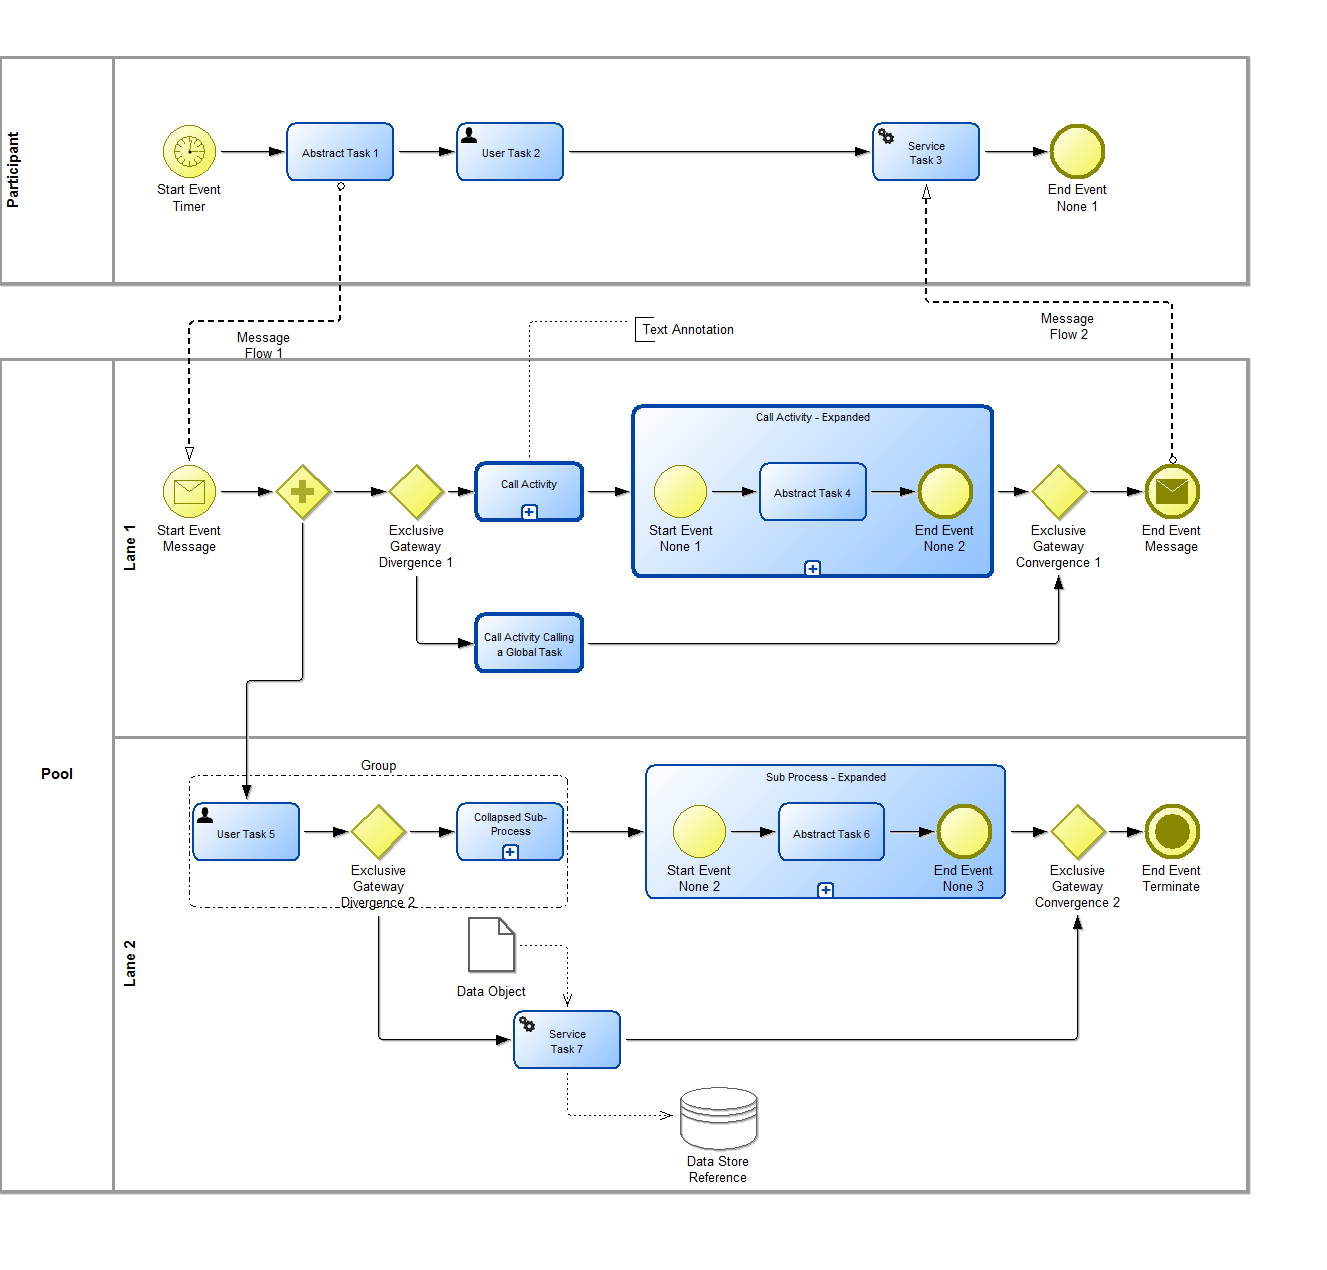 Participant
Abstract Task 1
User Task 2
Service
Task 3
Start Event
Timer
End Event
None 1
Message
Flow 1
Text Annotation
Message
Flow 2
Pool
Lane 1
Call Activity - Expanded
Call Activity
Abstract Task 4
Start Event
Message
Exclusive
Gateway
Divergence 1
Start Event
None 1
End Event
None 2
Exclusive
Gateway
Convergence 1
End Event
Message
Call Activity Calling
a Global Task
Lane 2
Group
Sub Process - Expanded
User Task 5
Collapsed Sub-
Process
Abstract Task 6
Exclusive
Gateway
Divergence 2
Start Event
None 2
End Event
None 3
Exclusive
Gateway
Convergence 2
End Event
Terminate
Data Object
Service
Task 7
Data Store
Reference